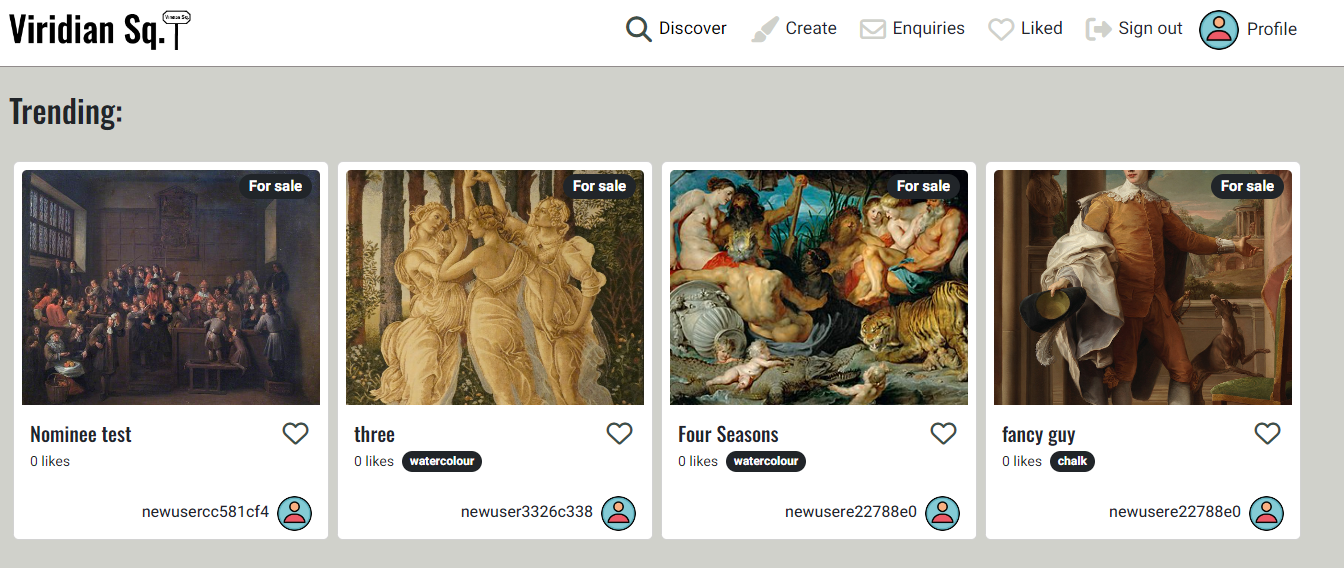 Viridian Sq.
Viridian Sq.
Discover
Create
Enquiries
Liked
Sign out
Profile
Trending:
For sale
For sale
For sale
For sale
Nominee test
three
Four Seasons
fancy guy
0 likes
0 likes watercolour
0 likes watercolour
0 likes chalk
newusercc581cf4
newuser3326c338
newusere22788e0
newusere22788e0